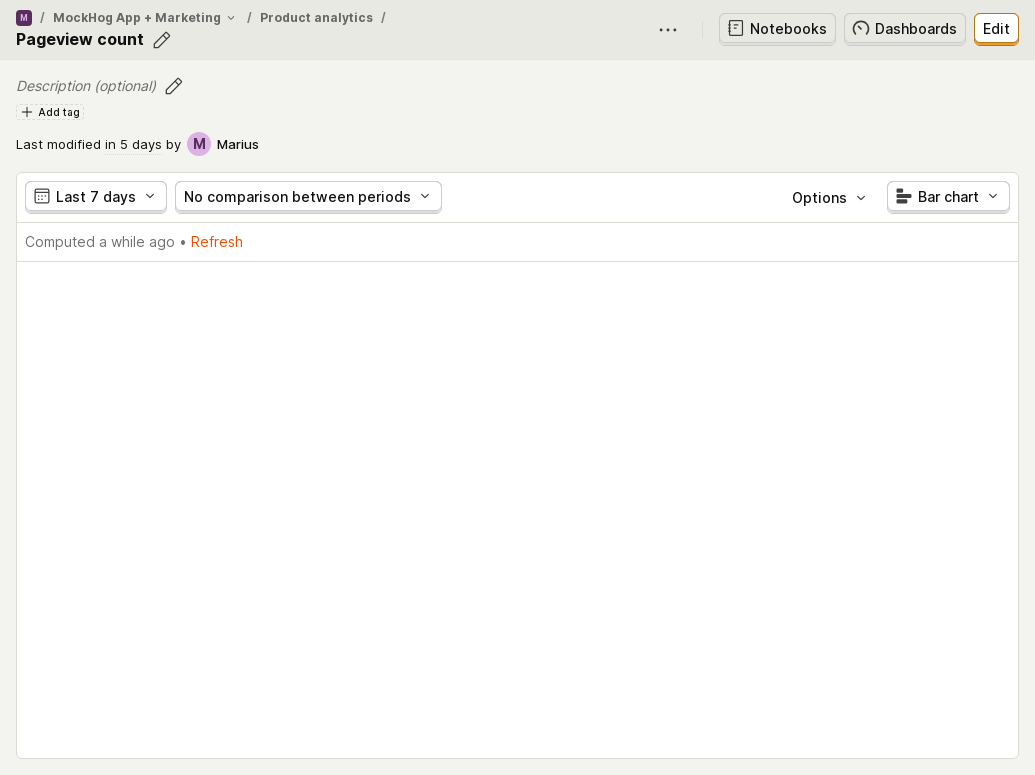 M / MockHog App + Marketing / Product analytics /
Pageview count
Notebooks Dashboards Edit
Description (optional)
Add tag
Last modified in 5 days by M Marius
Last 7 days No comparison between periods Options Bar chart
Computed a while ago • Refresh